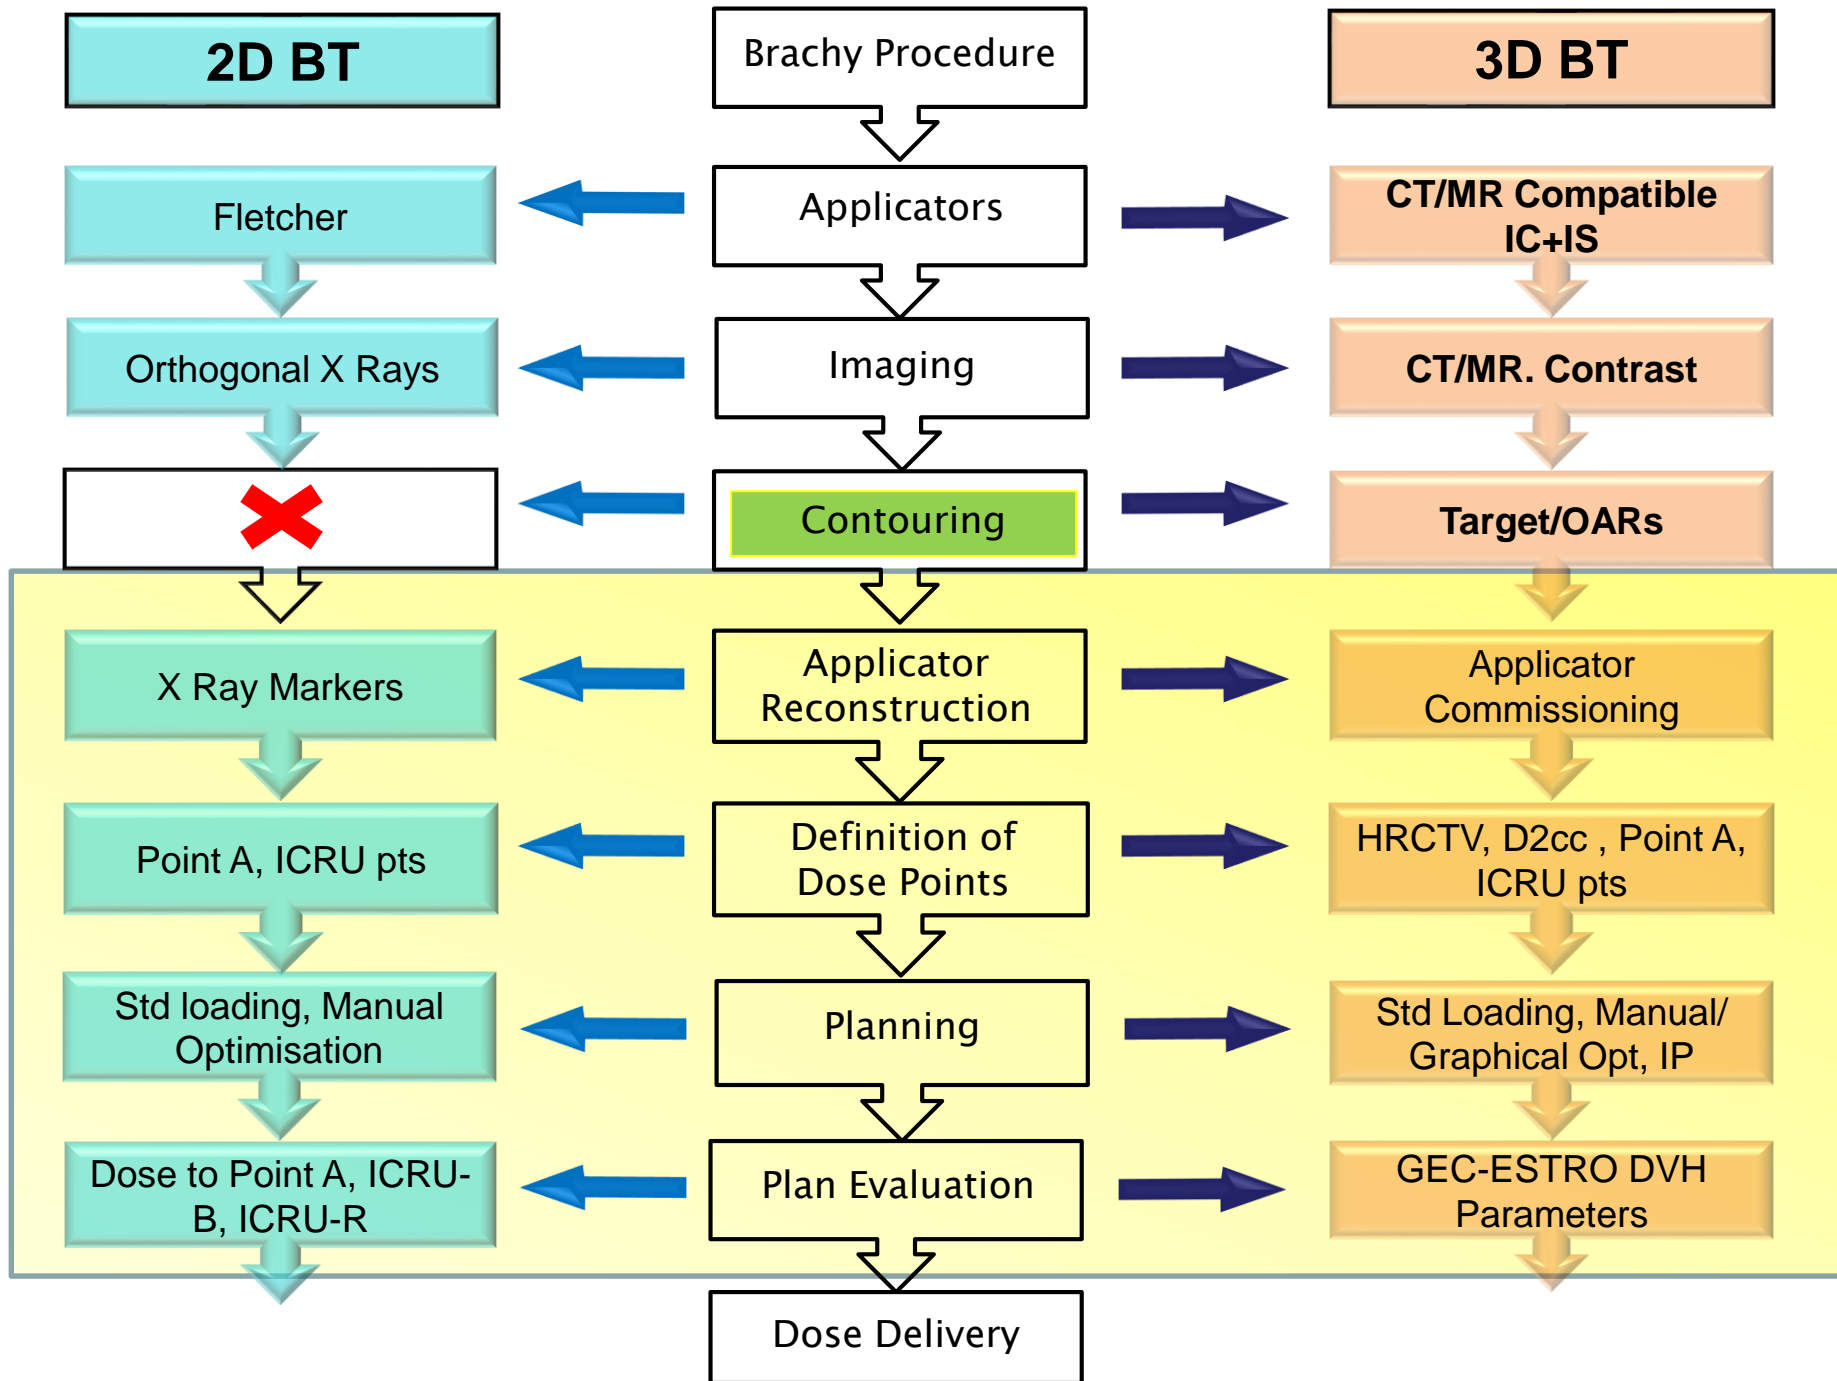 2D BT
Brachy Procedure
3D BT
Fletcher
Applicators
CT/MR Compatible
IC+IS
Orthogonal X Rays
Imaging
CT/MR. Contrast
Contouring
Target/OARs
X Ray Markers
Applicator
Reconstruction
Applicator
Commissioning
Point A, ICRU pts
Definition of
Dose Points
HRCTV, D2cc , Point A,
ICRU pts
Std loading, Manual
Optimisation
Planning
Std Loading, Manual/
Graphical Opt, IP
Dose to Point A, ICRU-
B, ICRU-R
Plan Evaluation
GEC-ESTRO DVH
Parameters
Dose Delivery